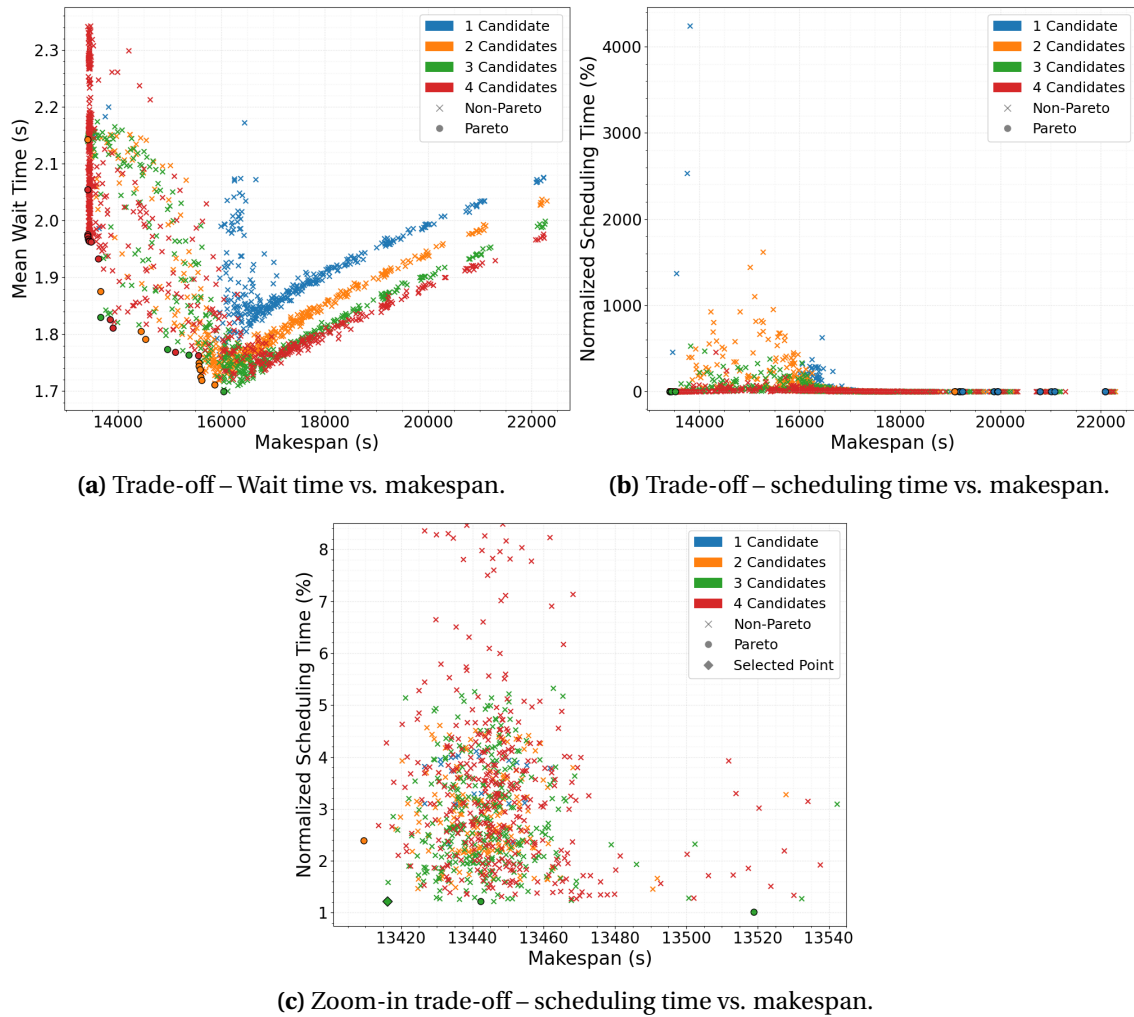 2.3
2.2
2.1
2.0
1.9
1.8
1.7
Mean Wait Time (s)
14000 16000 18000 20000 22000
Makespan (s)
1 Candidate
2 Candidates
3 Candidates
4 Candidates
Non-Pareto
Pareto
(a) Trade-off – Wait time vs. makespan.
4000
3000
2000
1000
0
Normalized Scheduling Time (%)
14000 16000 18000 20000 22000
Makespan (s)
1 Candidate
2 Candidates
3 Candidates
4 Candidates
Non-Pareto
Pareto
(b) Trade-off – scheduling time vs. makespan.
8
7
6
5
4
3
2
1
Normalized Scheduling Time (%)
13420 13440 13460 13480 13500 13520 13540
Makespan (s)
1 Candidate
2 Candidates
3 Candidates
4 Candidates
Non-Pareto
Pareto
Selected Point
(c) Zoom-in trade-off – scheduling time vs. makespan.